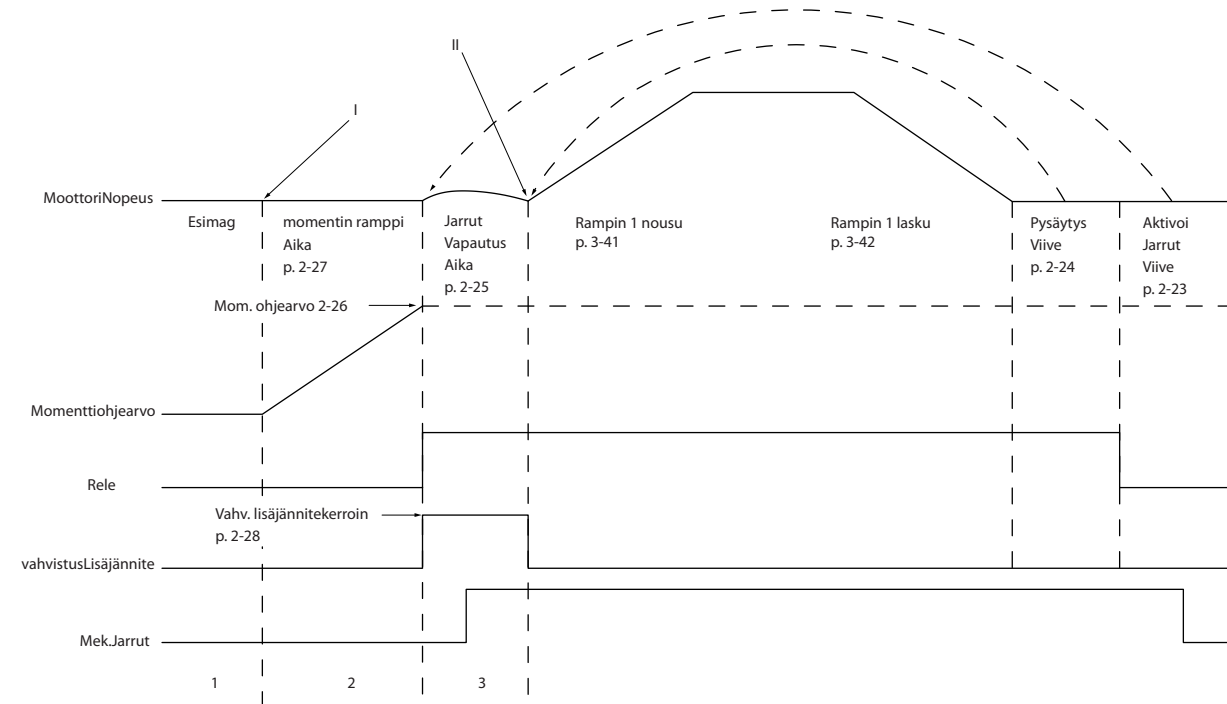 II
I
MoottoriNopeus
Esimag
momentin ramppi
Aika
p. 2-27
Jarrut
Vapautus
Aika
p. 2-25
Rampin 1 nousu
p. 3-41
Rampin 1 lasku
p. 3-42
Pysäytys
Viive
p. 2-24
Aktivoi
Jarrut
Viive
p. 2-23
Mom. ohjearvo 2-26
Momenttiohjearvo
Rele
Vahv. lisäjännitekerroin
p. 2-28
vahvistusLisäjännite
Mek.Jarrut
1
2
3